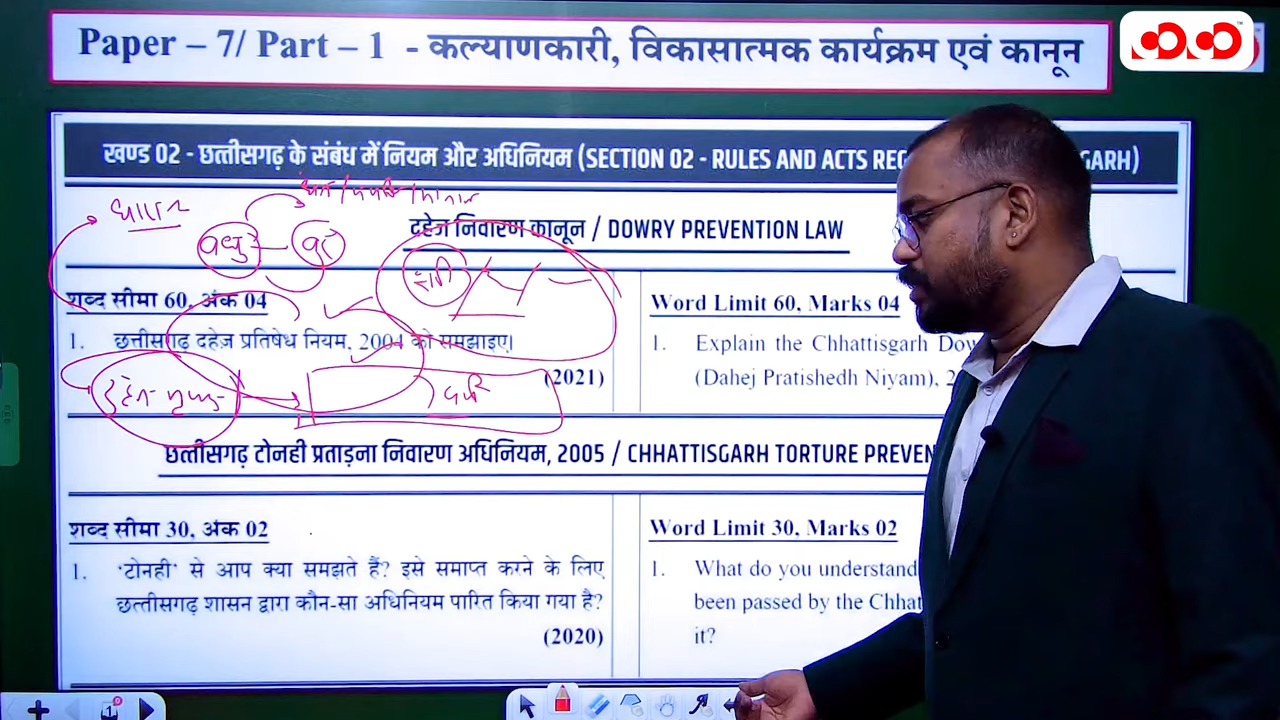 Paper – 7/ Part – 1 - कल्याणकारी, विकासात्मक कार्यक्रम एवं कानून
खण्ड 02 - छत्तीसगढ़ के संबंध में नियम और अधिनियम (SECTION 02 - RULES AND ACTS REG GARH)
दहेज निवारण कानून / DOWRY PREVENTION LAW
वधु वर
शब्द सीमा 60, अंक 04
1. छत्तीसगढ़ दहेज़ प्रतिषेध नियम, 2004 को समझाइए।
(2021)
Word Limit 60, Marks 04
1. Explain the Chhattisgarh Dow
(Dahej Pratishedh Niyam), 2
छत्तीसगढ़ टोनही प्रताड़ना निवारण अधिनियम, 2005 / CHHATTISGARH TORTURE PREVEN
शब्द सीमा 30, अंक 02
1. ‘टोनही’ से आप क्या समझते हैं? इसे समाप्त करने के लिए
छत्तीसगढ़ शासन द्वारा कौन-सा अधिनियम पारित किया गया है?
(2020)
Word Limit 30, Marks 02
1. What do you understand
been passed by the Chhat
it?
1